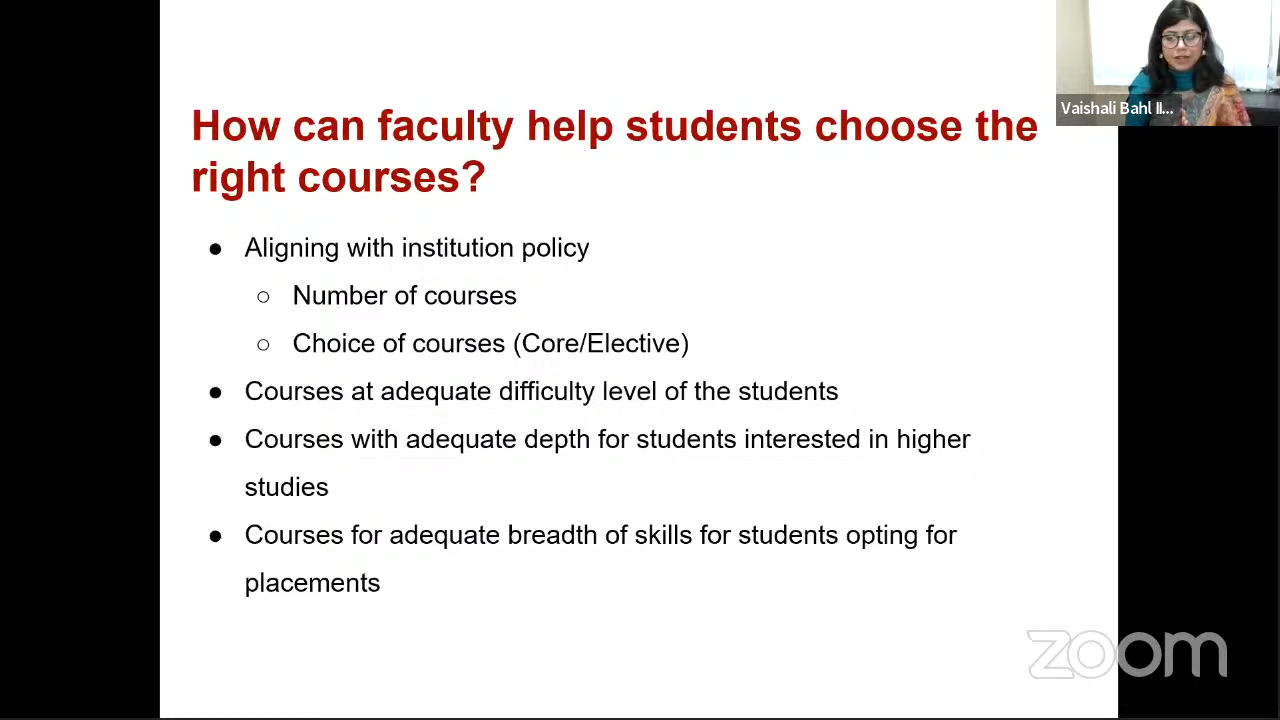 Vaishali Bahl II...
How can faculty help students choose the
right courses?
● Aligning with institution policy
○ Number of courses
○ Choice of courses (Core/Elective)
● Courses at adequate difficulty level of the students
● Courses with adequate depth for students interested in higher
studies
● Courses for adequate breadth of skills for students opting for
placements
zoom